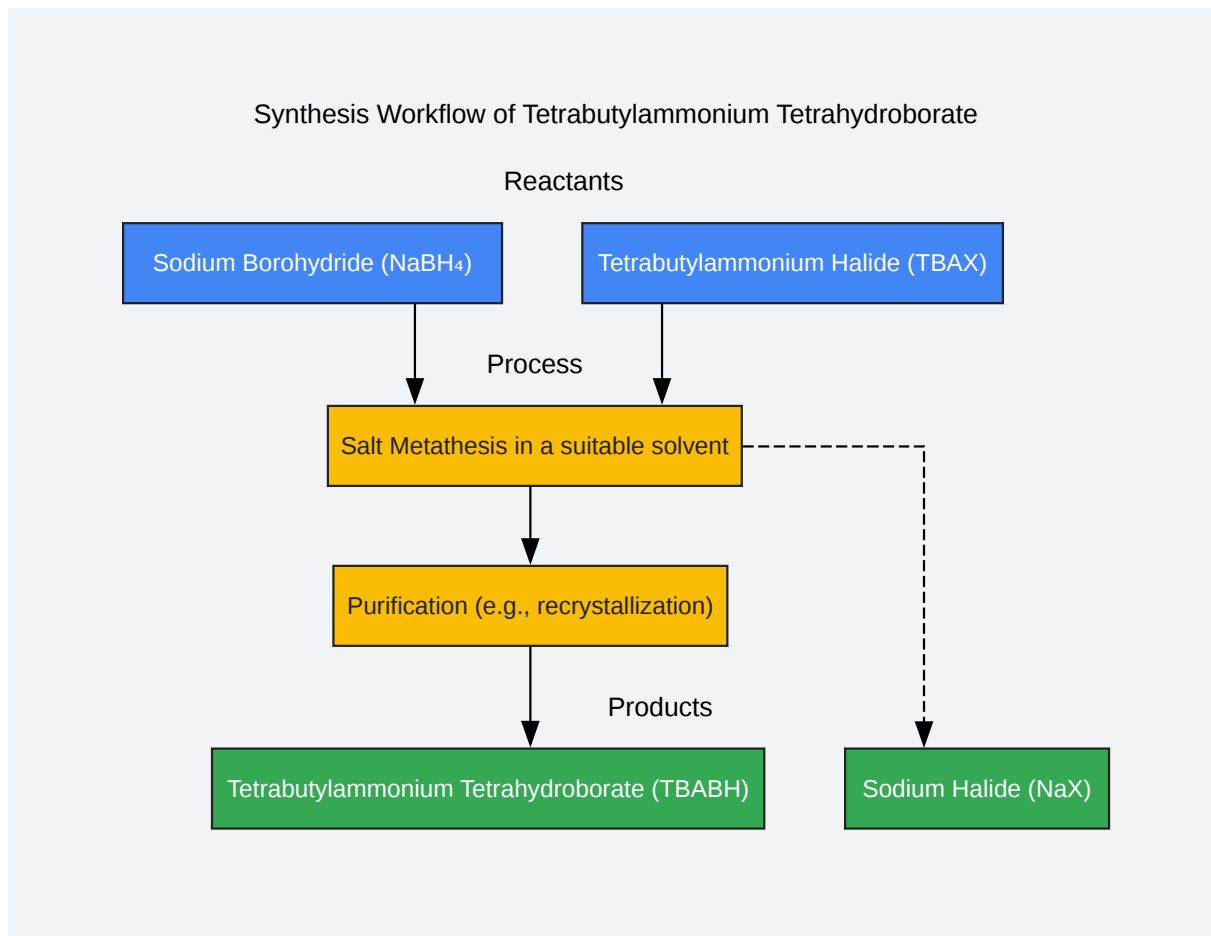 Synthesis Workflow of Tetrabutylammonium Tetrahydroborate
Reactants
Sodium Borohydride (NaBH₄)
Tetrabutylammonium Halide (TBAX)
Process
Salt Metathesis in a suitable solvent
Purification (e.g., recrystallization)
Products
Tetrabutylammonium Tetrahydroborate (TBABH)
Sodium Halide (NaX)